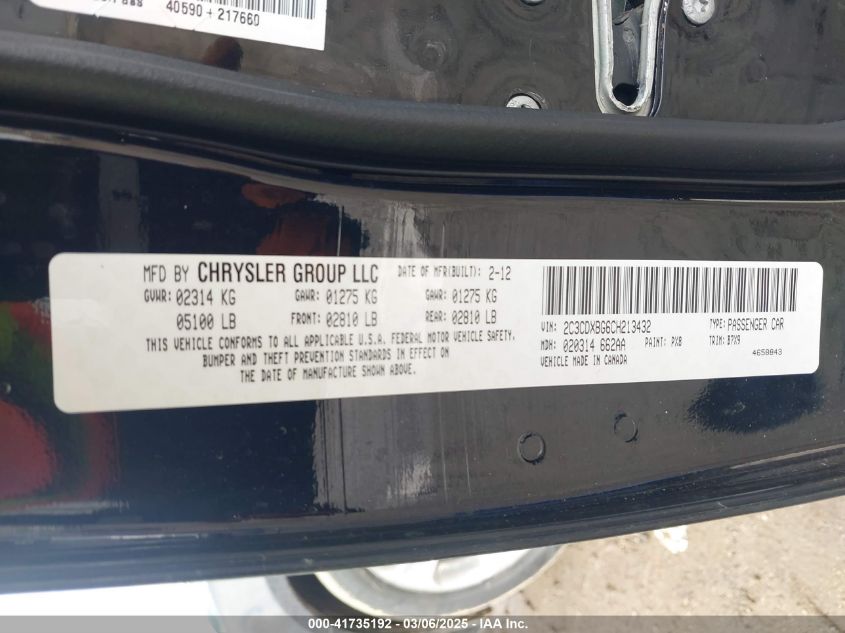 40590 + 217660
MFD BY CHRYSLER GROUP LLC DATE OF MFR(BUILT): 2-12
GVWR: 02314 KG GAWR: 01275 KG GAWR: 01275 KG
05100 LB FRONT: 02810 LB REAR: 02810 LB
THIS VEHICLE CONFORMS TO ALL APPLICABLE U.S.A. FEDERAL MOTOR VEHICLE SAFETY,
BUMPER AND THEFT PREVENTION STANDARDS IN EFFECT ON
THE DATE OF MANUFACTURE SHOWN ABOVE.
VIN: 2C3CDXBG6CH213432 TYPE: PASSENGER CAR
MDH: 020314 662AA PAINT: PX8 TRIM: B7X9
VEHICLE MADE IN CANADA 4658843
000-41735192 - 03/06/2025 - IAA Inc.